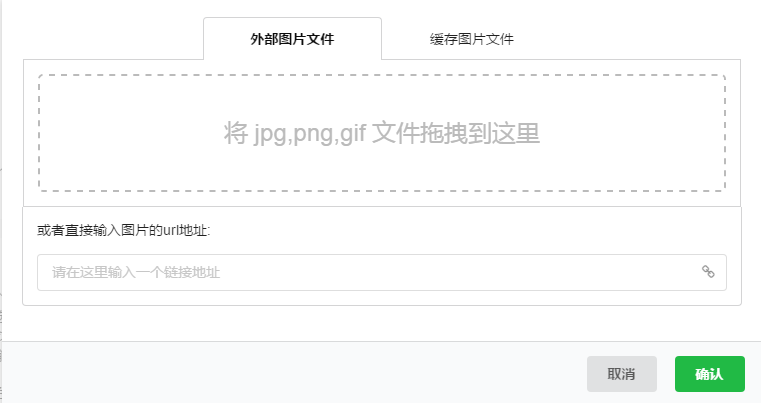 外部图片文件
缓存图片文件
将 jpg,png,gif 文件拖拽到这里
或者直接输入图片的url地址:
请在这里输入一个链接地址
取消
确认